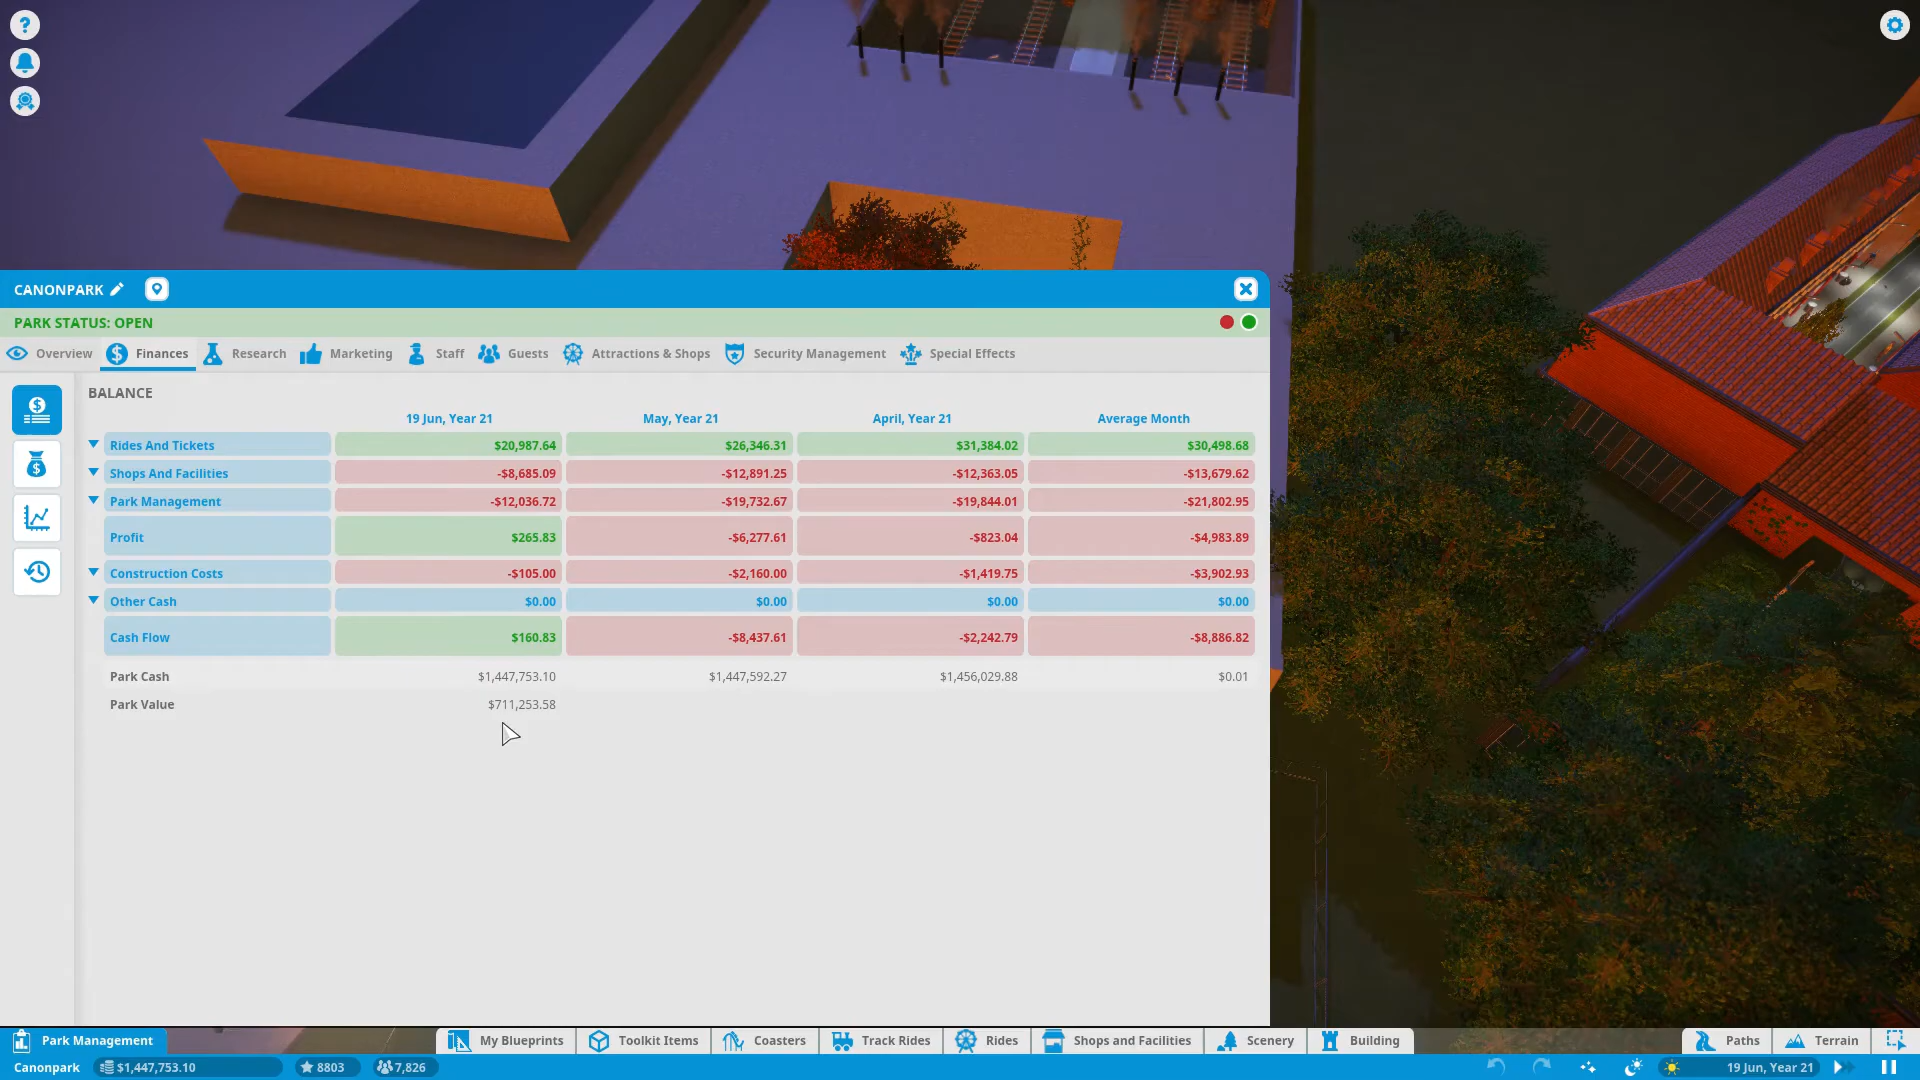 ?
CANONPARK
PARK STATUS: OPEN
Overview Finances Research Marketing Staff Guests Attractions & Shops Security Management Special Effects
BALANCE
19 Jun, Year 21 May, Year 21 April, Year 21 Average Month
Rides And Tickets $20,987.64 $26,346.31 $31,384.02 $30,498.68
Shops And Facilities -$8,685.09 -$12,891.25 -$12,363.05 -$13,679.62
Park Management -$12,036.72 -$19,732.67 -$19,844.01 -$21,802.95
Profit $265.83 -$6,277.61 -$823.04 -$4,983.89
Construction Costs -$105.00 -$2,160.00 -$1,419.75 -$3,902.93
Other Cash $0.00 $0.00 $0.00 $0.00
Cash Flow $160.83 -$8,437.61 -$2,242.79 -$8,886.82
Park Cash $1,447,753.10 $1,447,592.27 $1,456,029.88 $0.01
Park Value $711,253.58
Park Management My Blueprints Toolkit Items Coasters Track Rides Rides Shops and Facilities Scenery Building Paths Terrain
Canonpark $1,447,753.10 8803 7,826 19 Jun, Year 21